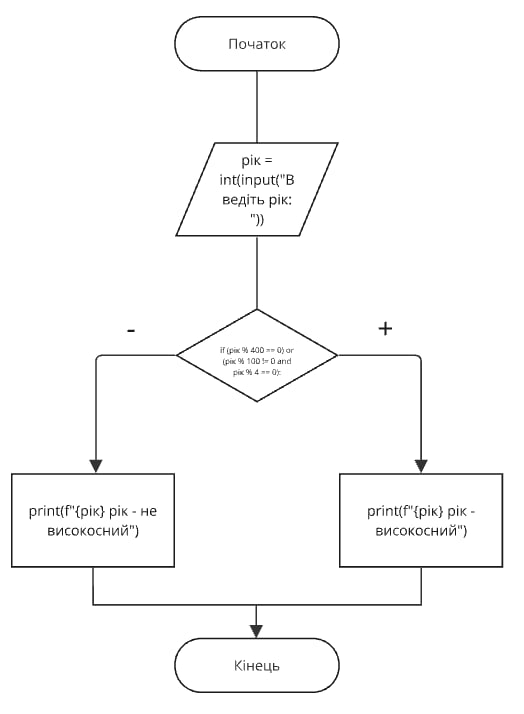 Початок
рік =
int(input("В
ведіть рік:
"))
-
+
if (рік % 400 == 0) or
(рік % 100 != 0 and
рік % 4 == 0):
print(f"{рік} рік - не
високосний")
print(f"{рік} рік -
високосний")
Кінець